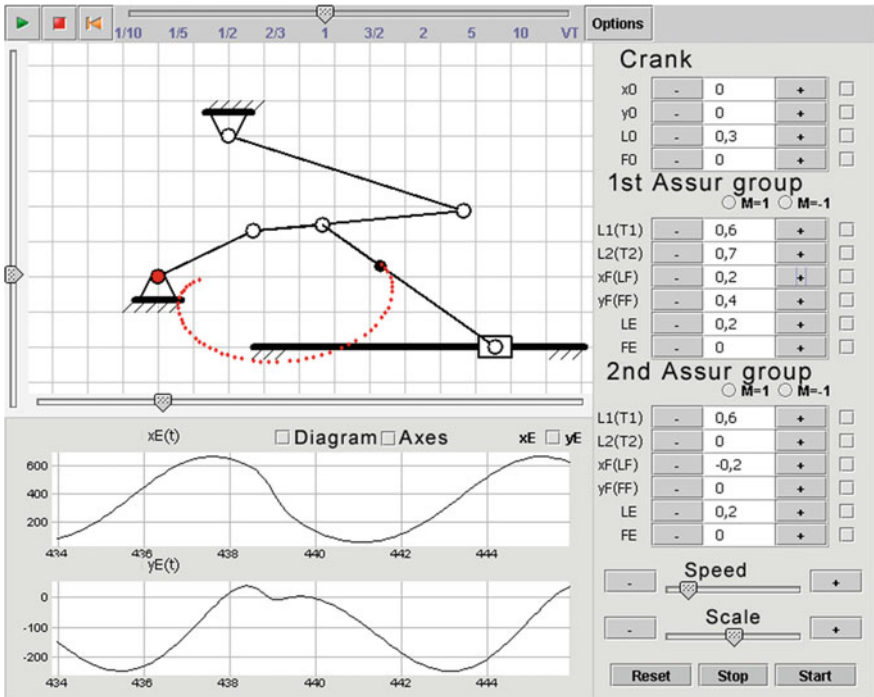 Options
1/10 1/5 1/2 2/3 1 3/2 2 5 10 VT
Crank
x0 - 0 +
y0 - 0 +
L0 - 0,3 +
F0 - 0 +
1st Assur group
M=1 M=-1
L1(T1) - 0,6 +
L2(T2) - 0,7 +
xF(LF) - 0,2 +
yF(FF) - 0,4 +
LE - 0,2 +
FE - 0 +
2nd Assur group
M=1 M=-1
L1(T1) - 0,6 +
L2(T2) - 0 +
xF(LF) - -0,2 +
yF(FF) - 0 +
LE - 0,2 +
FE - 0 +
Speed
- +
Scale
- +
Reset Stop Start
xE(t) Diagram Axes xE yE
600
400
200
434 436 438 440 442 444
yE(t)
0
-100
-200
434 436 438 440 442 444